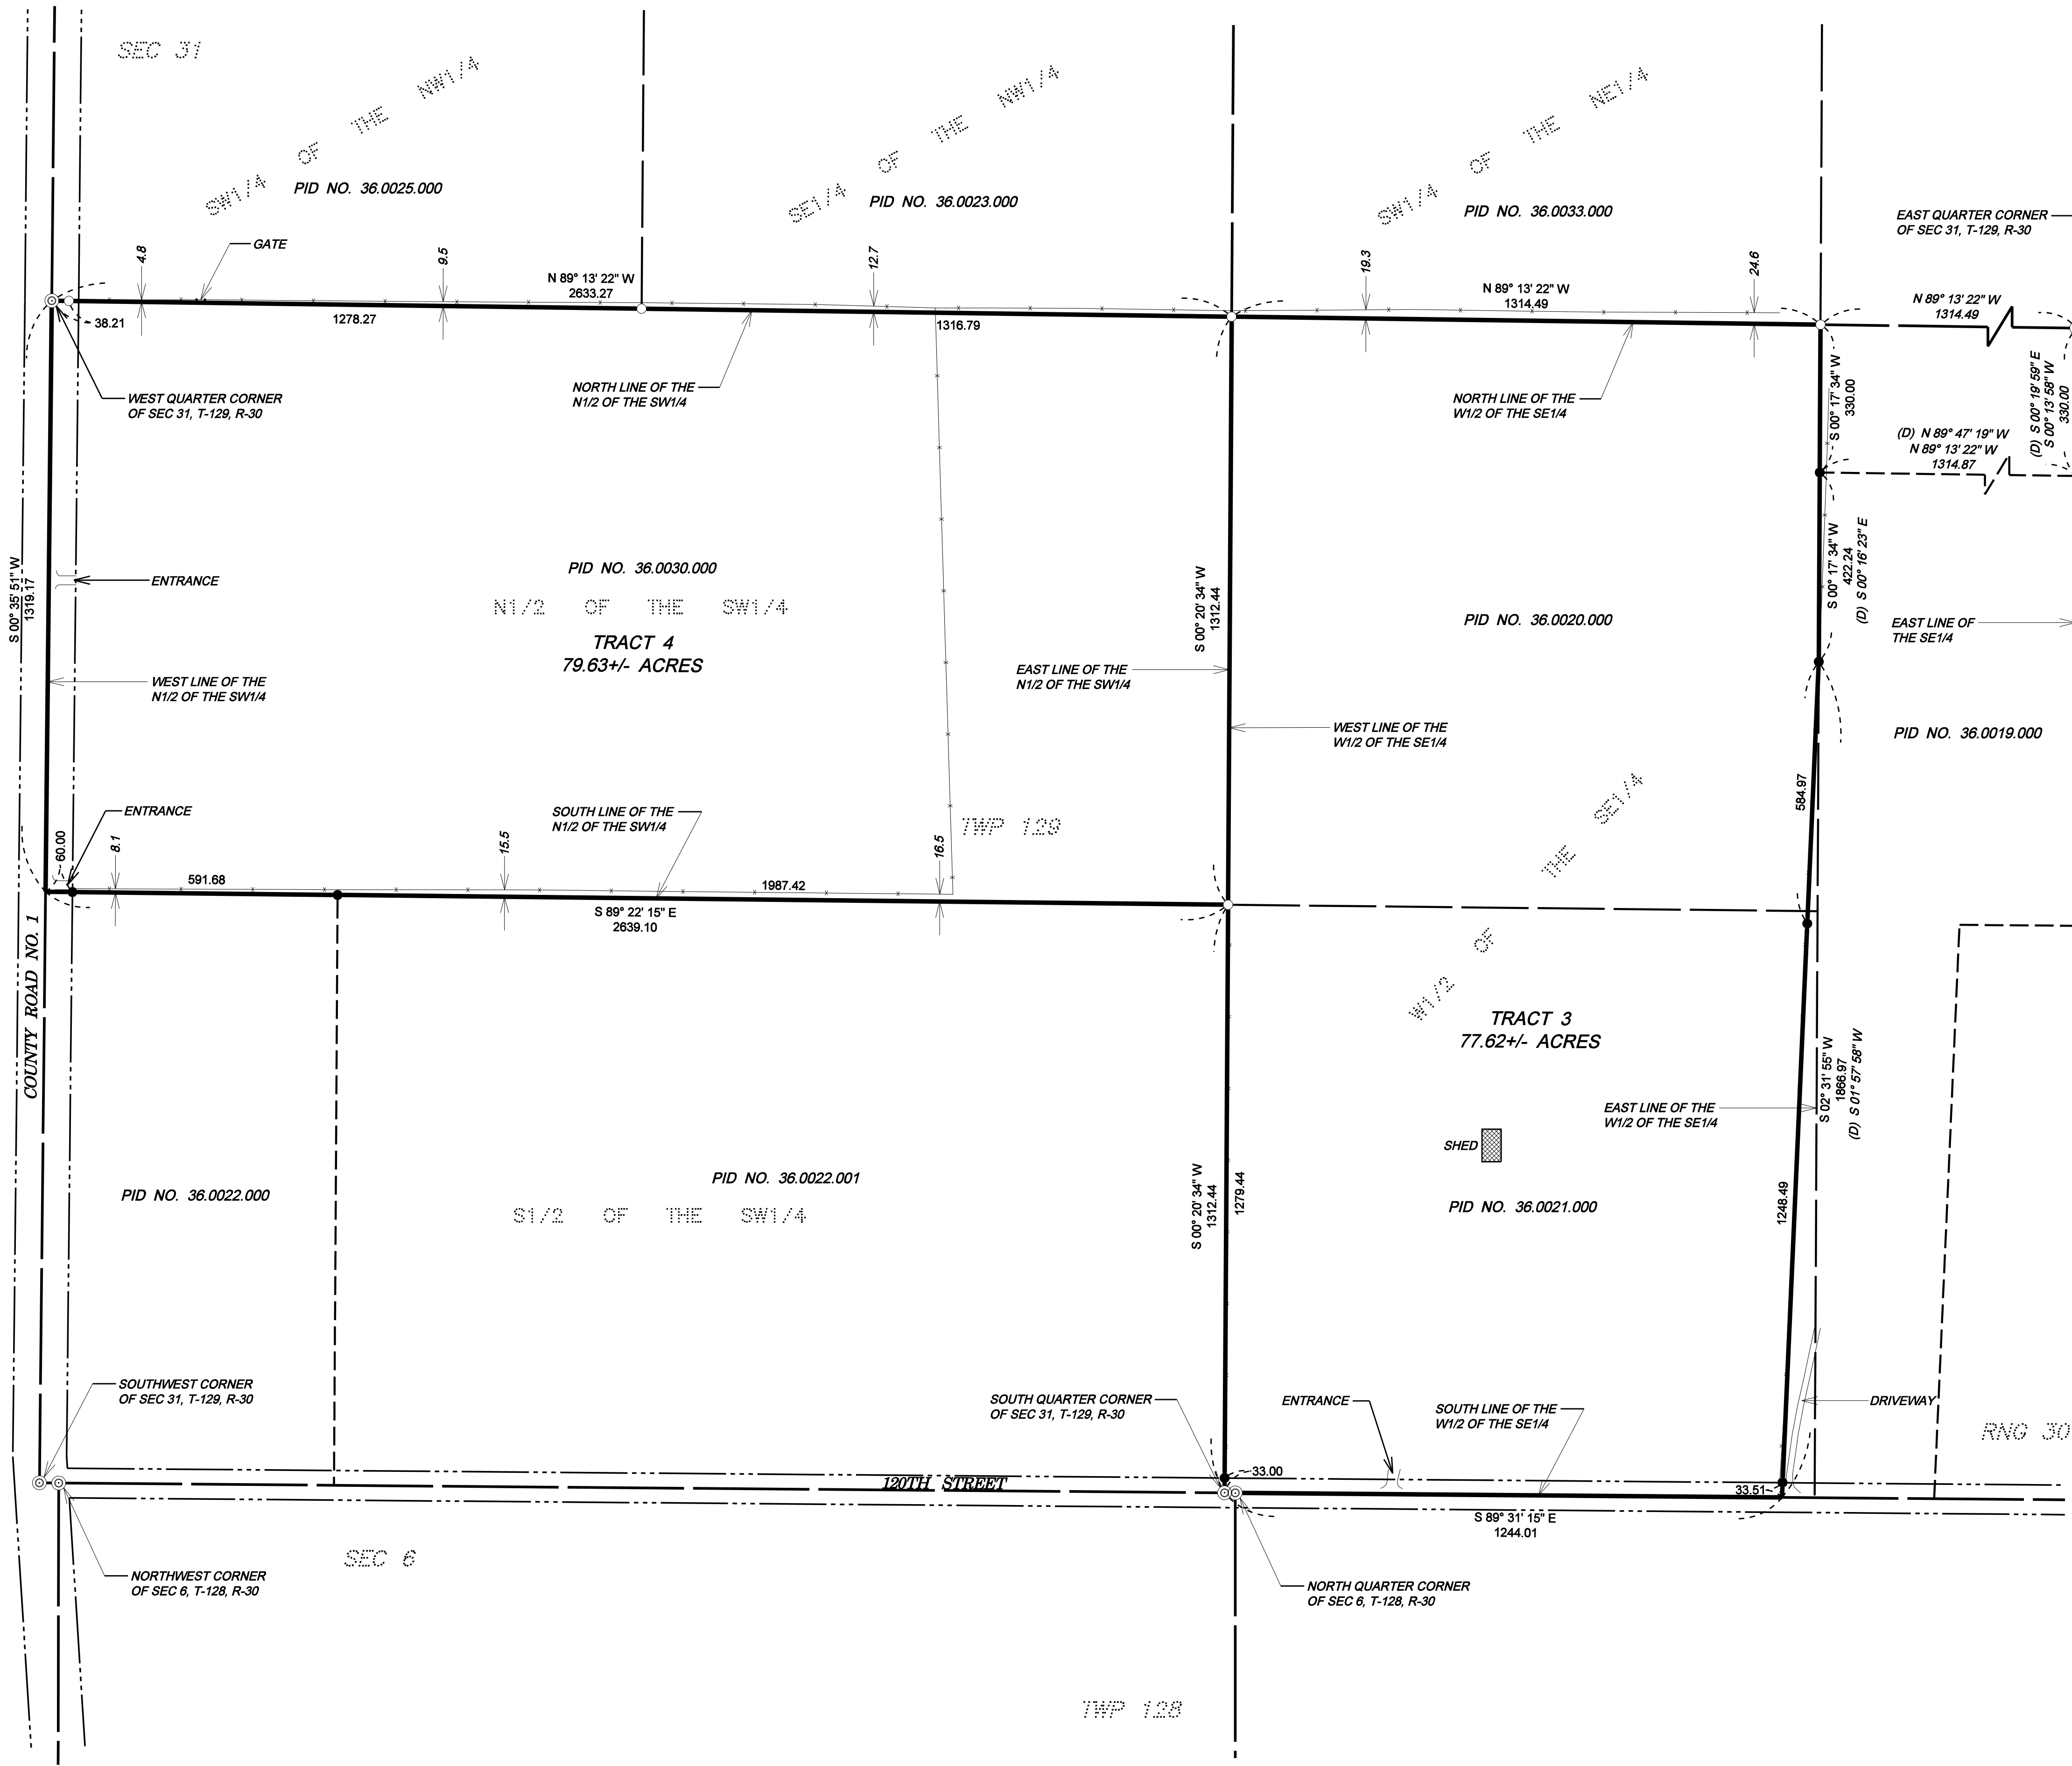 SEC 31
SW1/4 OF THE NW1/4
PID NO. 36.0025.000
SE1/4 OF THE NW1/4
PID NO. 36.0023.000
SW1/4 OF THE NE1/4
PID NO. 36.0033.000
EAST QUARTER CORNER
OF SEC 31, T-129, R-30
4.8
GATE
9.5
N 89° 13' 22" W
2633.27
12.7
19.3
N 89° 13' 22" W
1314.49
24.6
N 89° 13' 22" W
1314.49
38.21
1278.27
1316.79
WEST QUARTER CORNER
OF SEC 31, T-129, R-30
NORTH LINE OF THE
N1/2 OF THE SW1/4
NORTH LINE OF THE
W1/2 OF THE SE1/4
S 00° 17' 34" W
330.00
(D) S 00° 19' 59" E
S 00° 13' 58" W
330.00
(D) N 89° 47' 19" W
N 89° 13' 22" W
1314.87
S 00° 35' 51" W
1319.17
ENTRANCE
PID NO. 36.0030.000
N1/2 OF THE SW1/4
TRACT 4
79.63+/- ACRES
S 00° 20' 34" W
1312.44
PID NO. 36.0020.000
S 00° 17' 34" W
422.24
(D) S 00° 16' 23" E
EAST LINE OF
THE SE1/4
WEST LINE OF THE
N1/2 OF THE SW1/4
EAST LINE OF THE
N1/2 OF THE SW1/4
WEST LINE OF THE
W1/2 OF THE SE1/4
PID NO. 36.0019.000
584.97
ENTRANCE
60.00
8.1
SOUTH LINE OF THE
N1/2 OF THE SW1/4
15.5
16.5
TWP 129
W1/2 OF THE SE1/4
591.68
1987.42
S 89° 22' 15" E
2639.10
COUNTY ROAD NO. 1
TRACT 3
77.62+/- ACRES
S 02° 31' 55" W
1866.97
(D) S 01° 57' 58" W
EAST LINE OF THE
W1/2 OF THE SE1/4
SHED
PID NO. 36.0022.000
PID NO. 36.0022.001
S1/2 OF THE SW1/4
S 00° 20' 34" W
1312.44
1279.44
PID NO. 36.0021.000
1248.49
SOUTHWEST CORNER
OF SEC 31, T-129, R-30
SOUTH QUARTER CORNER
OF SEC 31, T-129, R-30
ENTRANCE
SOUTH LINE OF THE
W1/2 OF THE SE1/4
DRIVEWAY
RNG 30
120TH STREET
33.00
33.51
S 89° 31' 15" E
1244.01
SEC 6
NORTHWEST CORNER
OF SEC 6, T-128, R-30
NORTH QUARTER CORNER
OF SEC 6, T-128, R-30
TWP 128